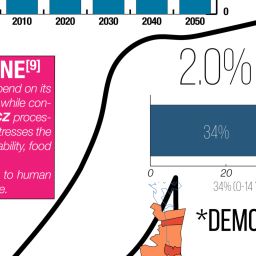 2010 2020 2030 2040 2050
0
NE[9]
pend on its
while con-
CZ proces-
tresses the
ability, food
to human
e.
2.0%
34%
0 20
34% (0-14
*DEMO